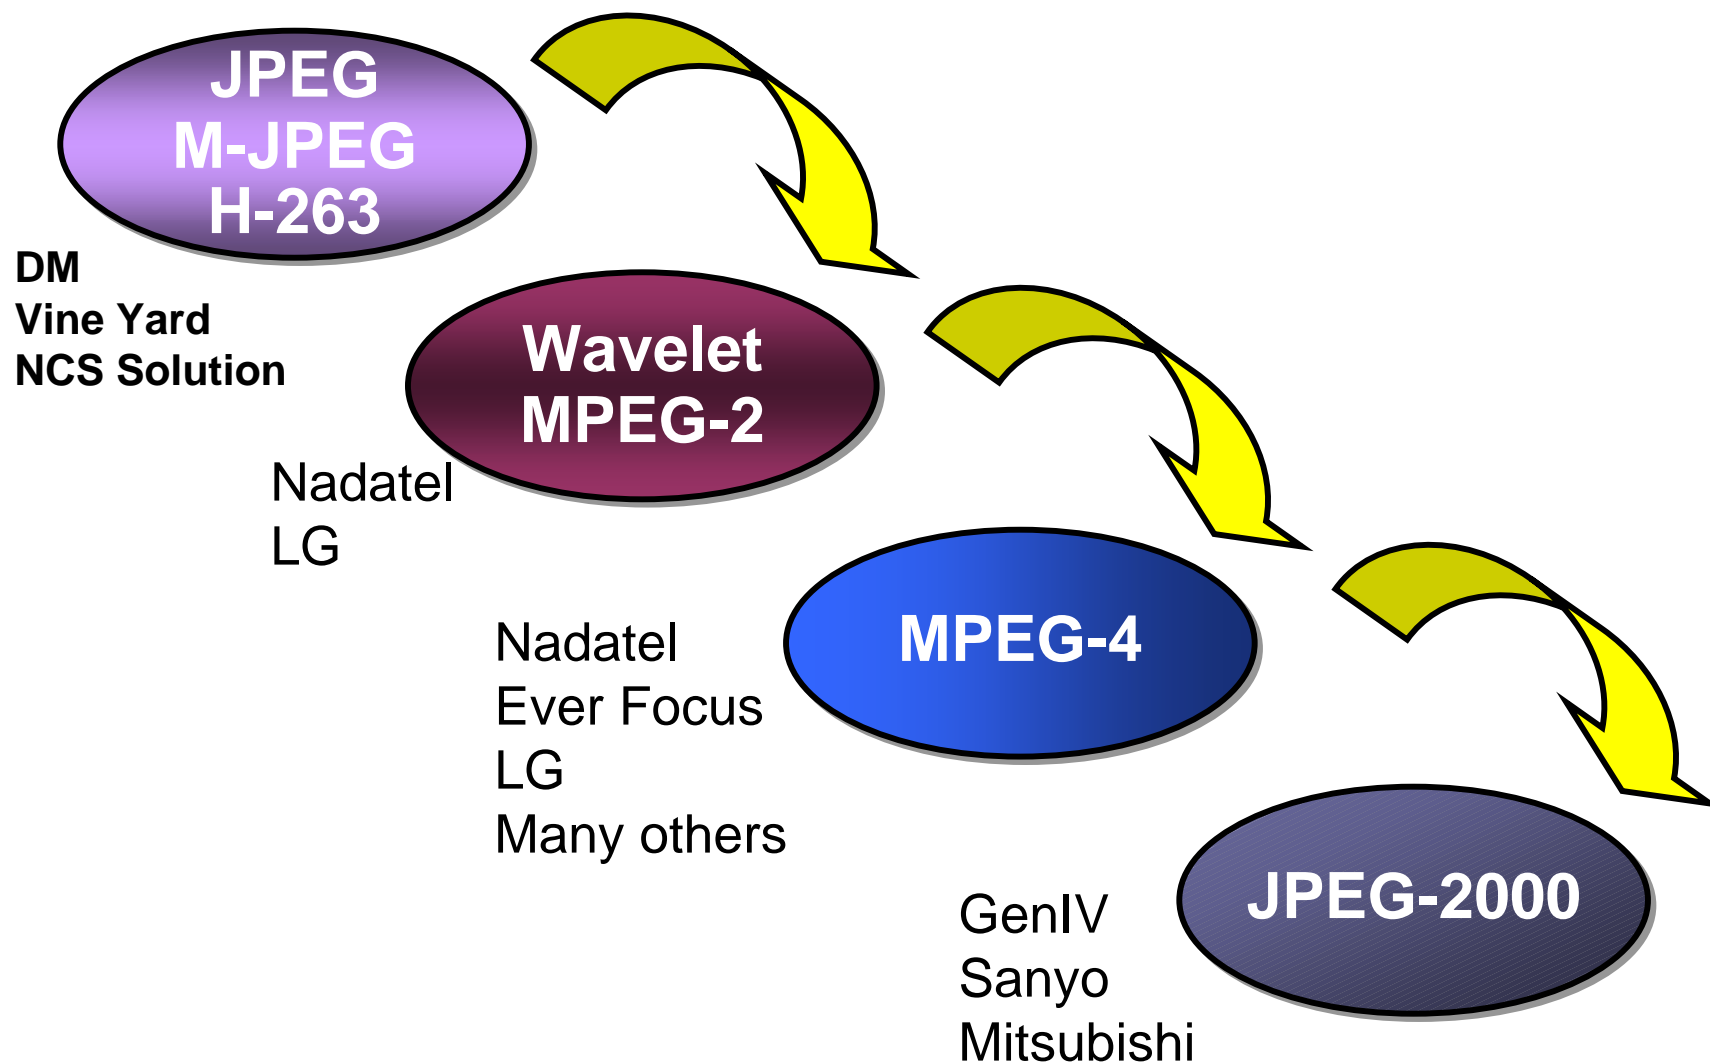 JPEG
M-JPEG
H-263
DM
Vine Yard
NCS Solution
Wavelet
MPEG-2
Nadatel
LG
MPEG-4
Nadatel
Ever Focus
LG
Many others
JPEG-2000
GenIV
Sanyo
Mitsubishi